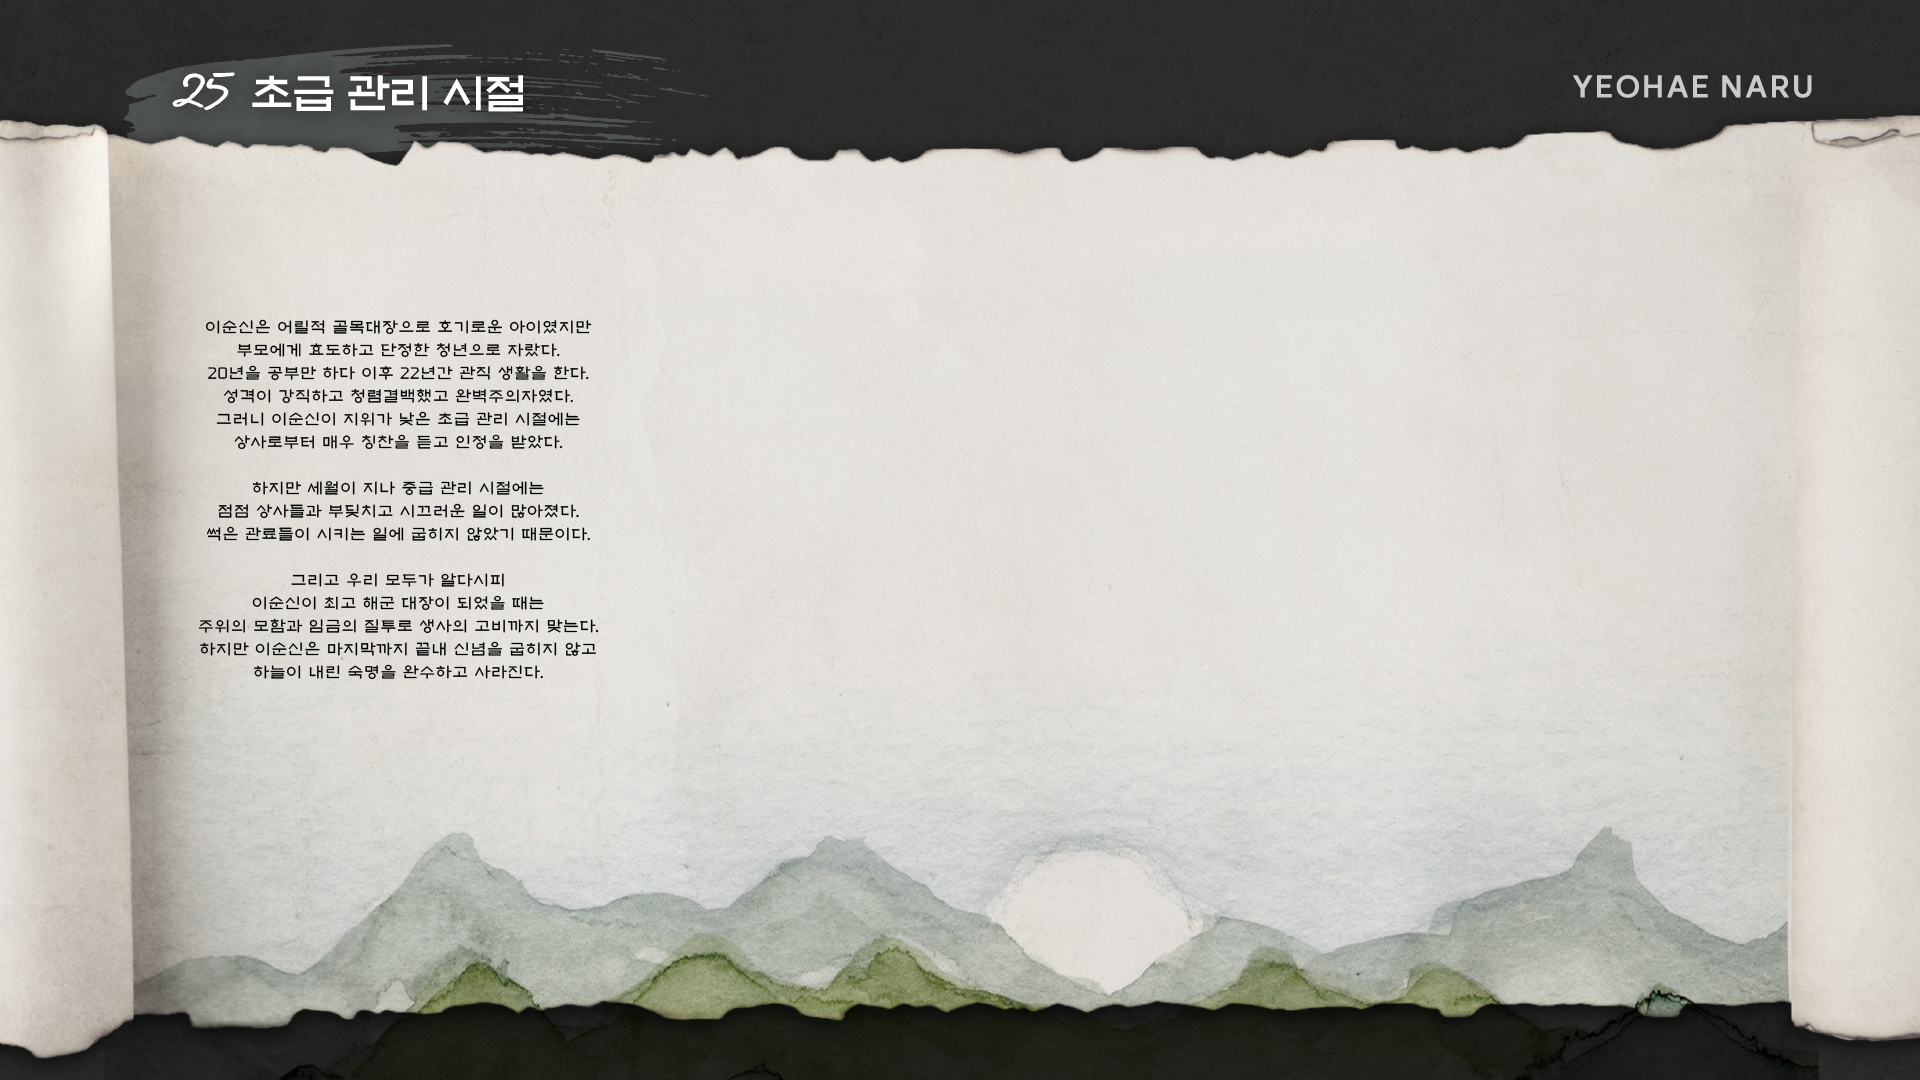 25 초급 관리 시절
YEOHAE NARU
이순신은 어릴적 골목대장으로 호기로운 아이였지만
부모에게 효도하고 단정한 청년으로 자랐다.
20년을 공부만 하다 이후 22년간 관직 생활을 한다.
성격이 강직하고 청렴결백했고 완벽주의자였다.
그러니 이순신이 지위가 낮은 초급 관리 시절에는
상사로부터 매우 칭찬을 듣고 인정을 받았다.
하지만 세월이 지나 중급 관리 시절에는
점점 상사들과 부딪치고 시끄러운 일이 많아졌다.
썩은 관료들이 시키는 일에 굽히지 않았기 때문이다.
그리고 우리 모두가 알다시피
이순신이 최고 해군 대장이 되었을 때는
주위의 모함과 임금의 질투로 생사의 고비까지 맞는다.
하지만 이순신은 마지막까지 끝내 신념을 굽히지 않고
하늘이 내린 숙명을 완수하고 사라진다.